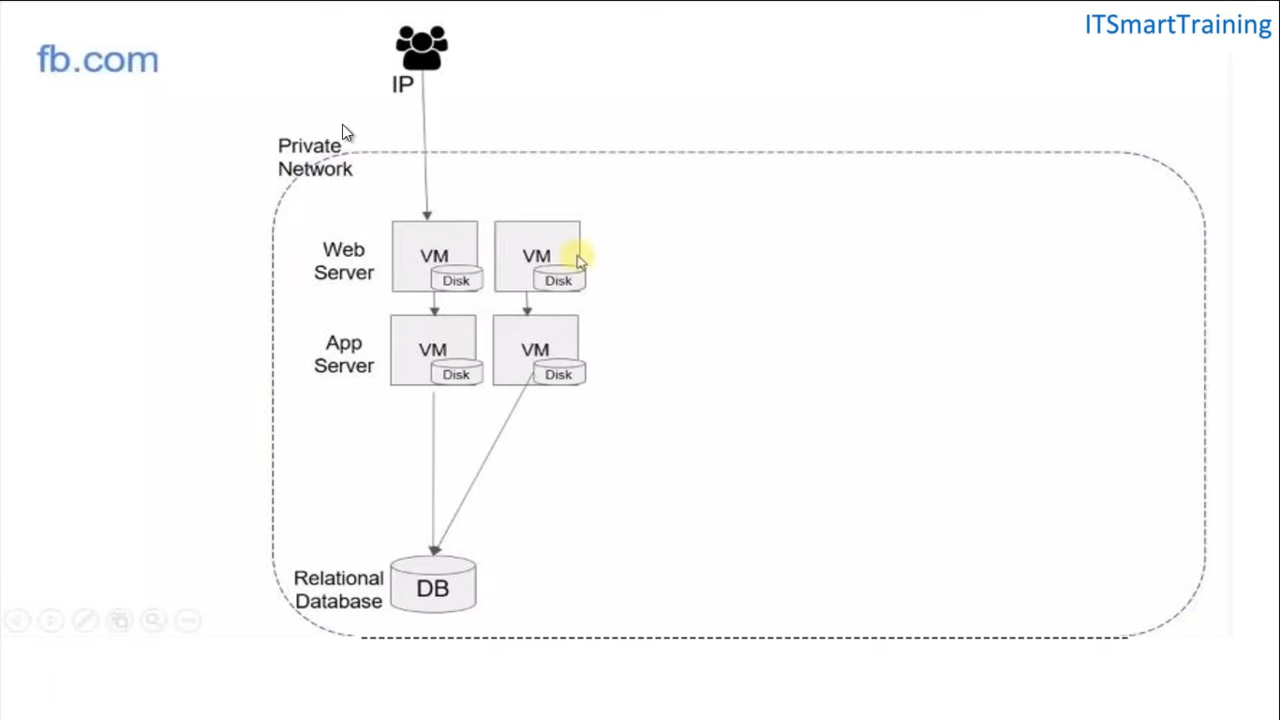 ITSmartTraining
fb.com
IP
Private
Network
Web
Server
VM
Disk
VM
Disk
App
Server
VM
Disk
VM
Disk
Relational
Database
DB